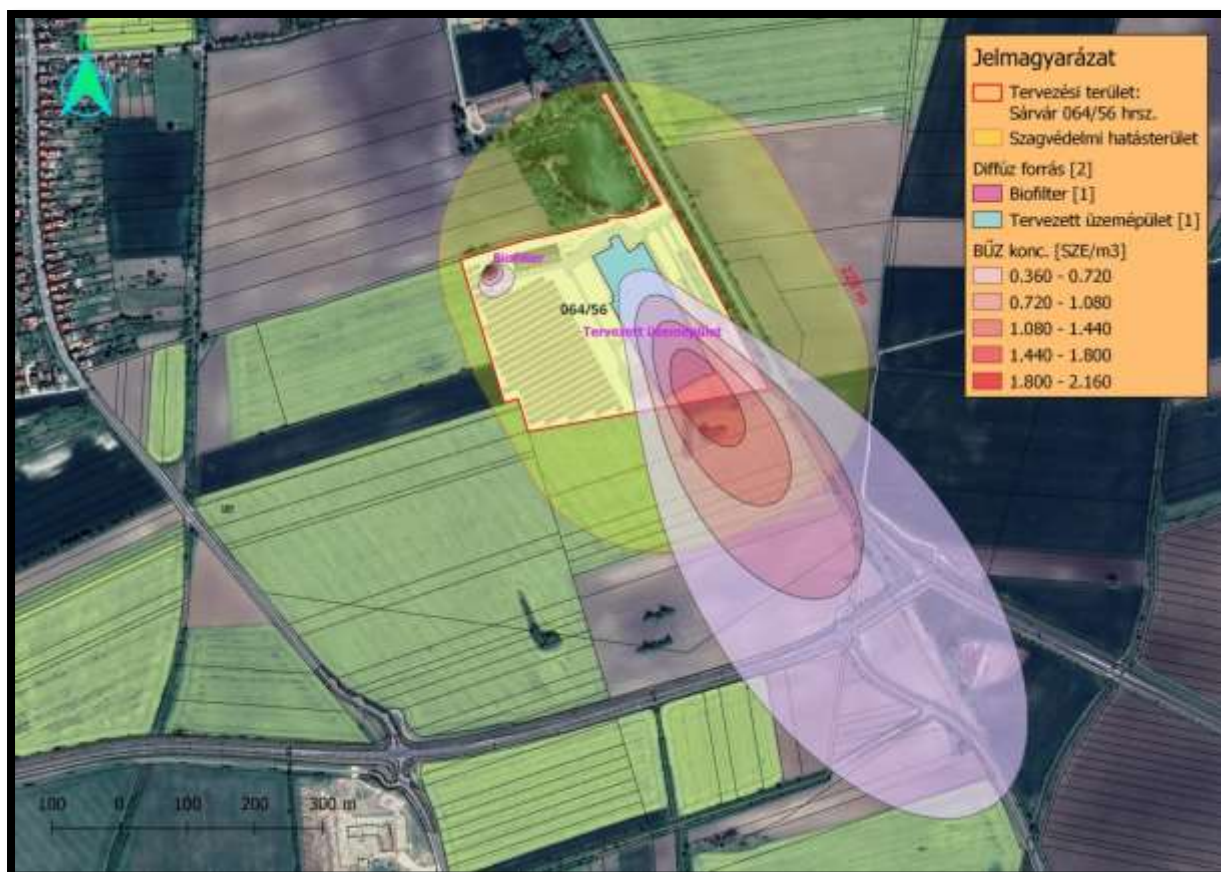 Jelmagyarázat
Tervezési terület:
Sárvár 064/56 hrsz.
Szagvédelmi hatásterület
Diffúz forrás [2]
Biofilter [1]
Tervezett üzemépület [1]
BŰZ konc. [SZE/m3]
0.360 - 0.720
0.720 - 1.080
1.080 - 1.440
1.440 - 1.800
1.800 - 2.160
Biofilter
064/56
Tervezett üzemépület
100 0 100 200 300 m